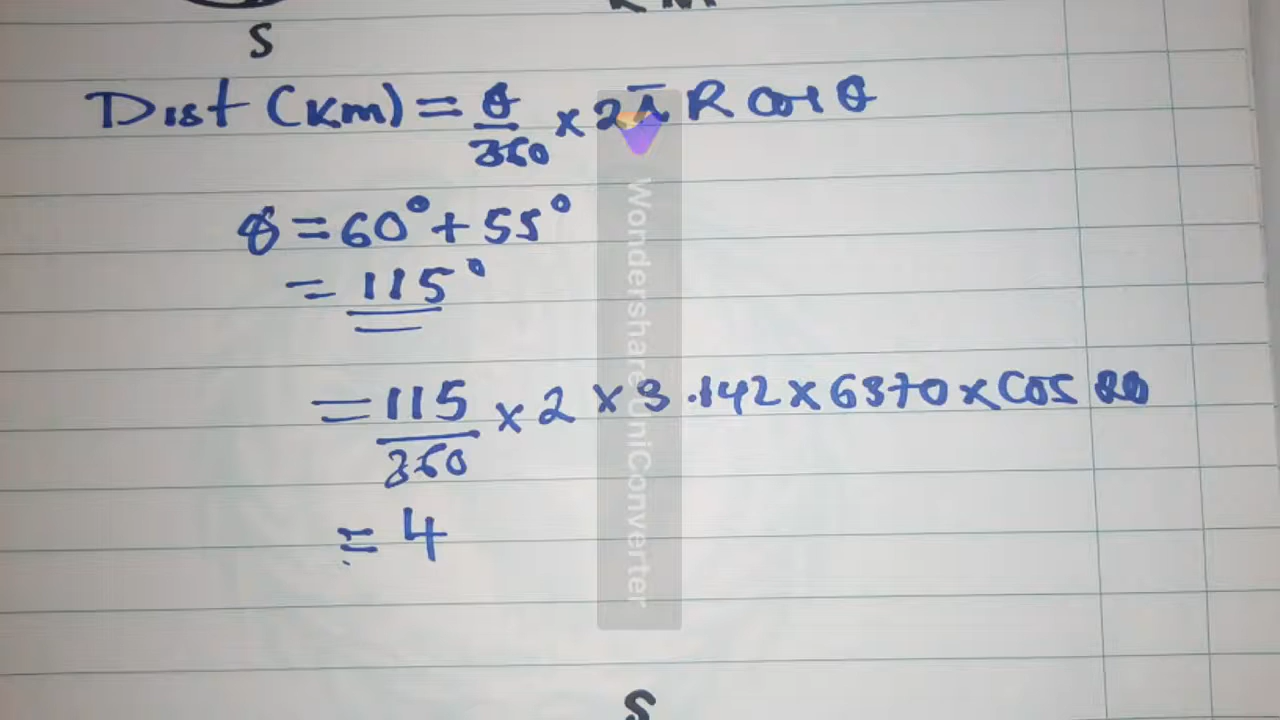 S
Dist (Km) = θ/360 × 2π R cos θ
θ = 60° + 55°
= 115°
= 115/360 × 2 × 3.142 × 6370 × Cos
= 4
S
Wondershare UniConverter